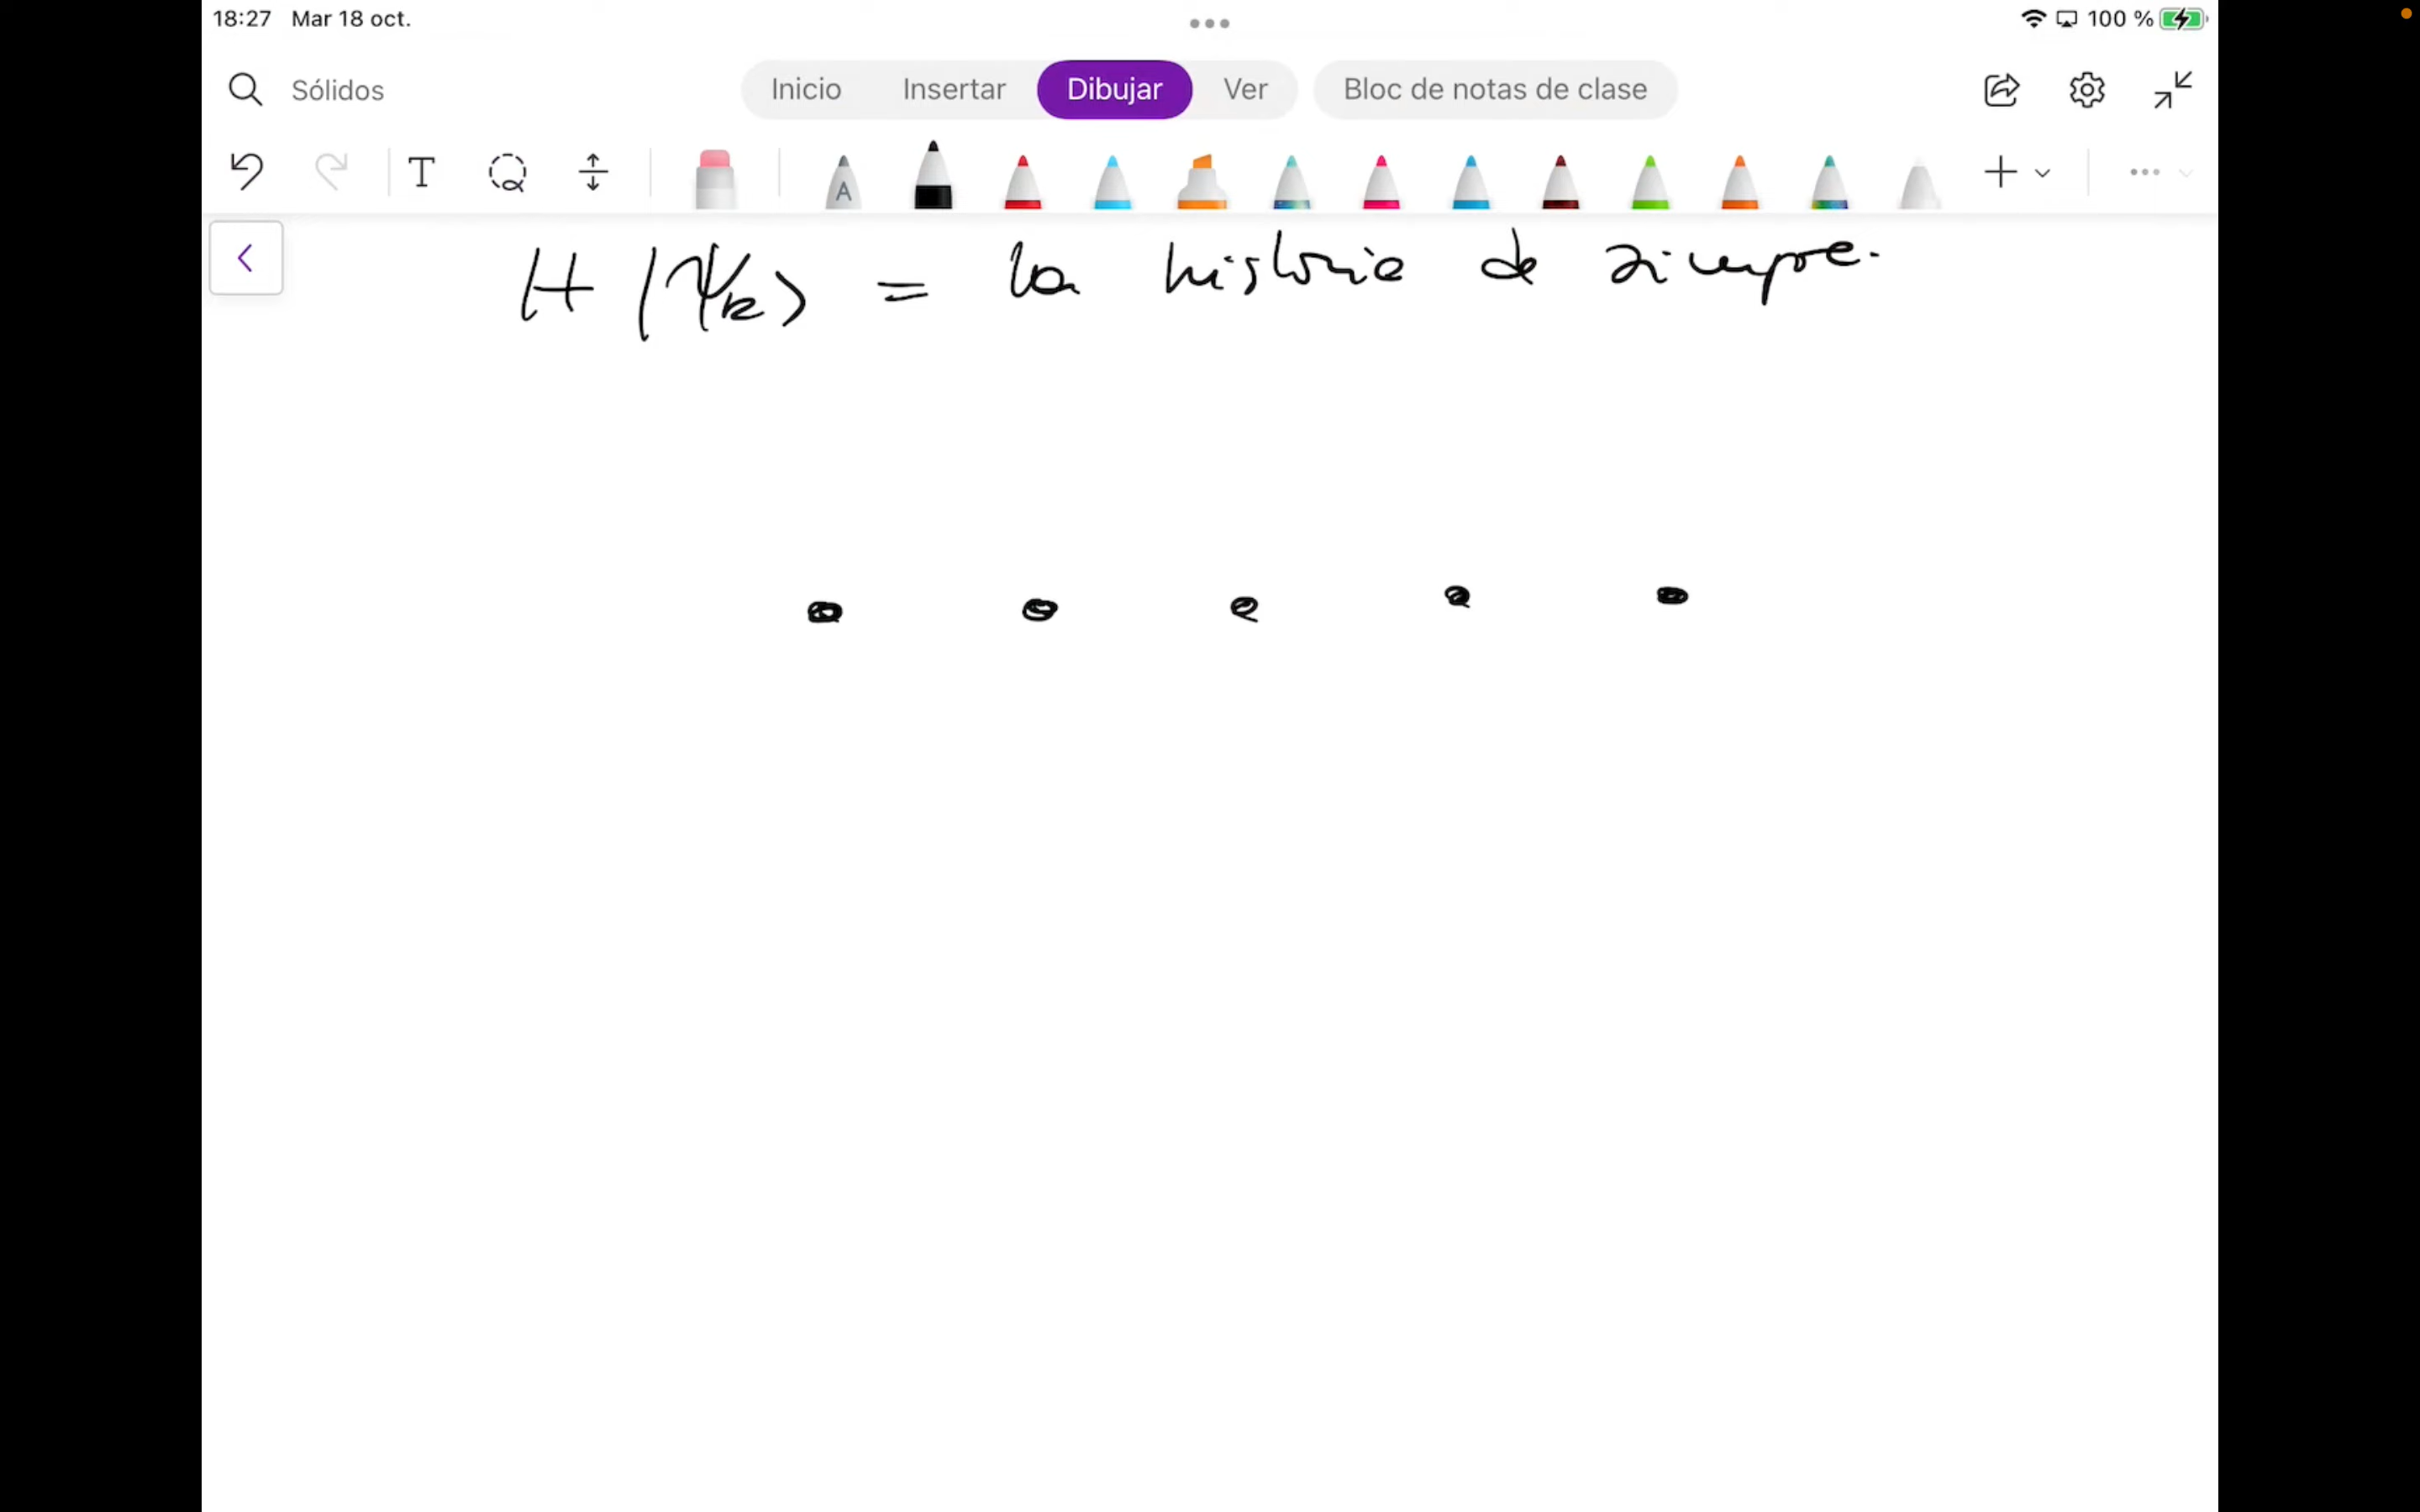 18:27 Mar 18 oct. 100 %
Sólidos Inicio Insertar Dibujar Ver Bloc de notas de clase
T A
H |ψk⟩ = la historia de siempre.